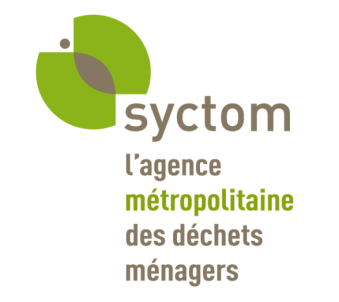 syctom
l'agence
métropolitaine
des déchets
ménagers